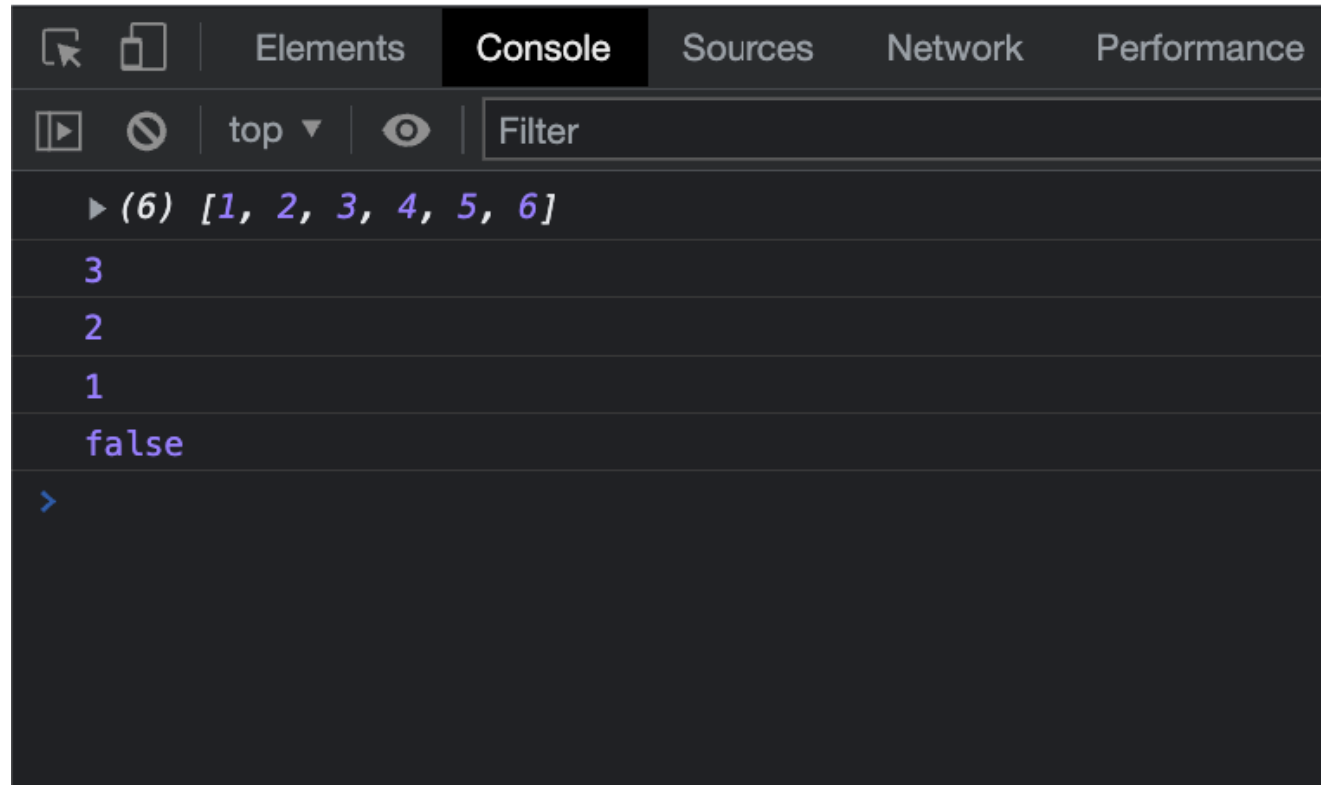 Elements Console Sources Network Performance
top Filter
(6) [1, 2, 3, 4, 5, 6]
3
2
1
false